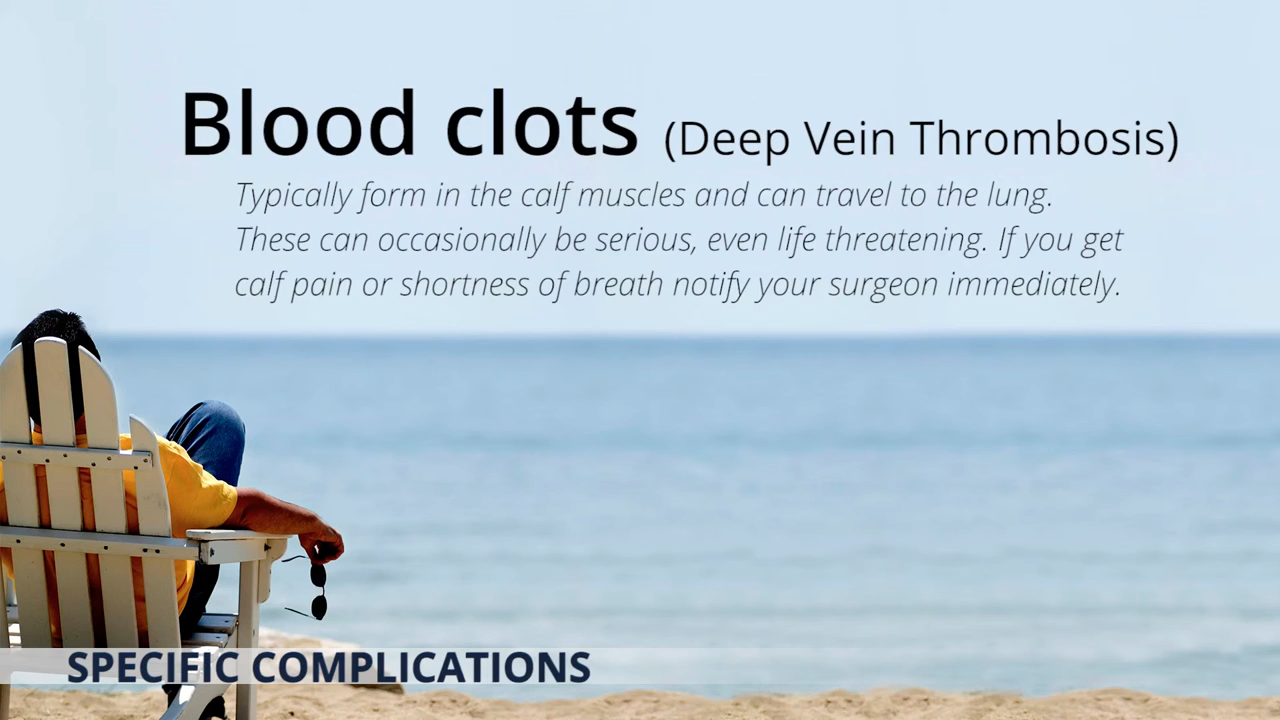 Blood clots (Deep Vein Thrombosis)
Typically form in the calf muscles and can travel to the lung.
These can occasionally be serious, even life threatening. If you get
calf pain or shortness of breath notify your surgeon immediately.
SPECIFIC COMPLICATIONS